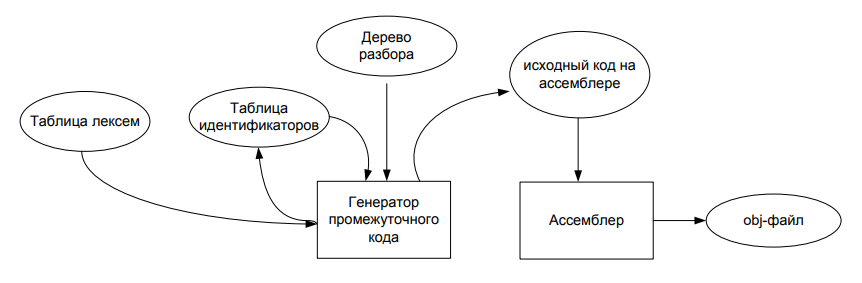 Дерево
разбора
исходный код на
ассемблере
Таблица лексем
Таблица
идентификаторов
Генератор
промежуточного
кода
Ассемблер
obj-файл